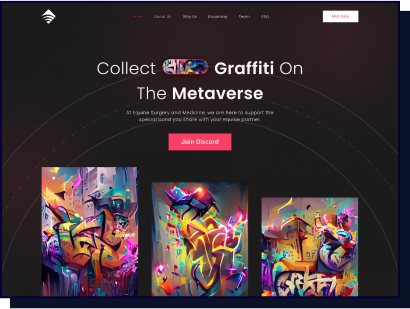 Home About Us Why Us Roadmap Team FAQ Mint Date
Collect Graffiti On
The Metaverse
At Equine Surgery and Medicine, we are here to support the
special bond you share with your equine partner.
Join Discord